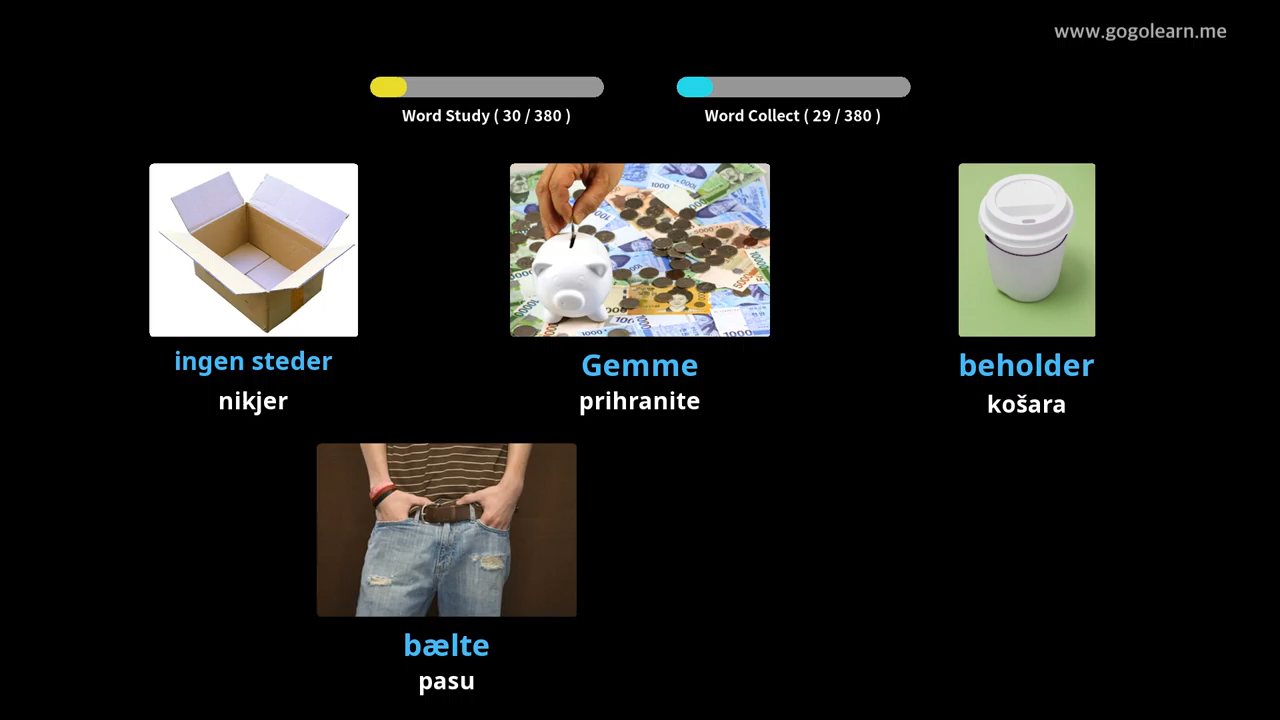 www.gogolearn.me
Word Study ( 30 / 380 )
Word Collect ( 29 / 380 )
ingen steder
nikjer
Gemme
prihranite
beholder
košara
bælte
pasu